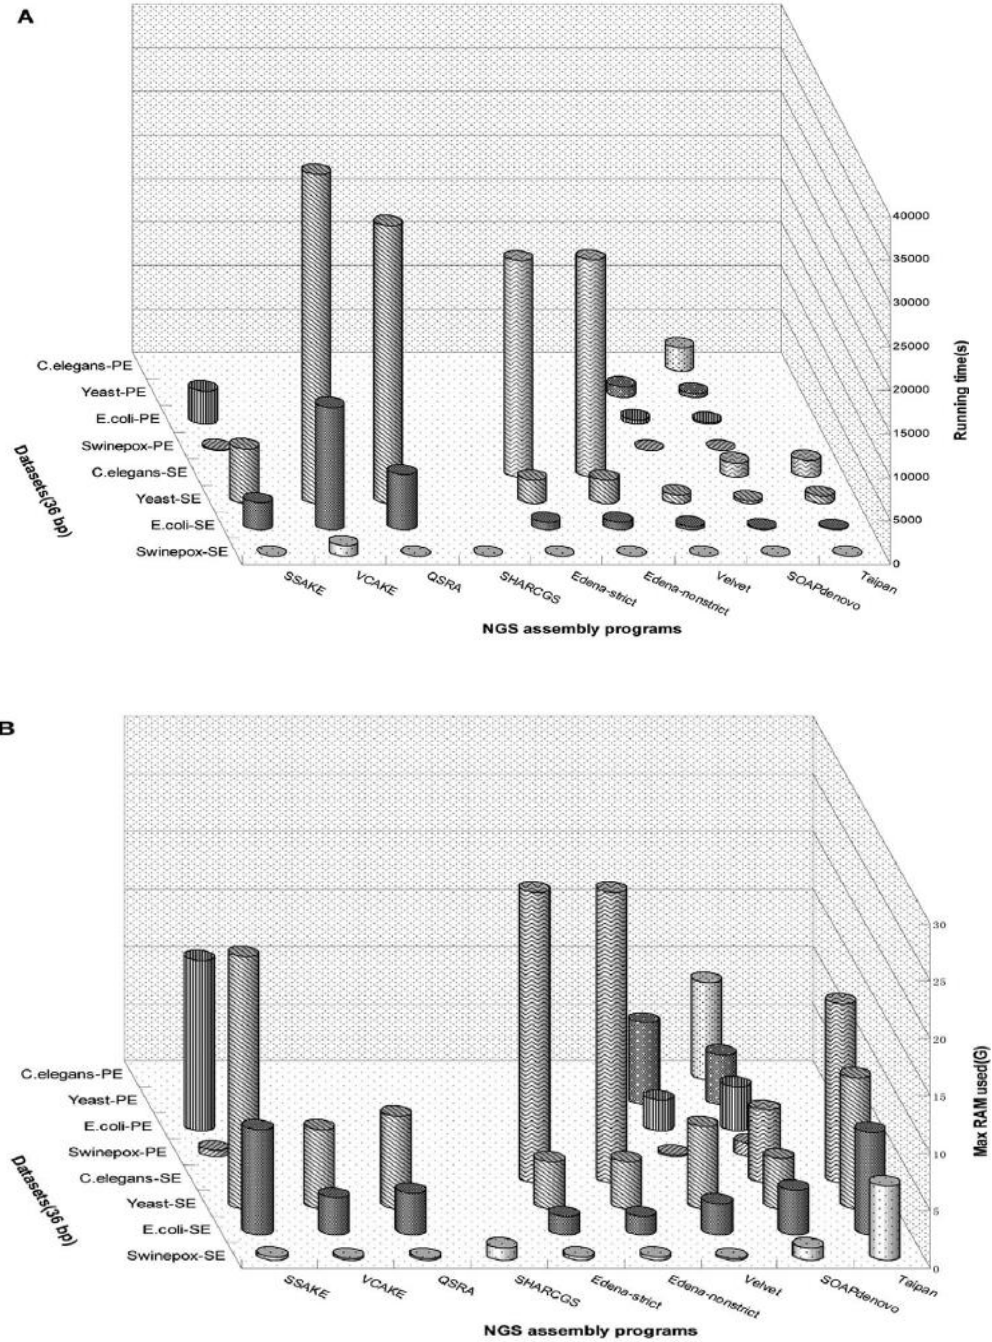 A
40000
35000
30000
25000
20000
15000
10000
5000
0
Running time(s)
C.elegans-PE
Yeast-PE
E.coli-PE
Swinepox-PE
C.elegans-SE
Yeast-SE
E.coli-SE
Swinepox-SE
Datasets(36 bp)
SSAKE
VCAKE
QSRA
SHARCGS
Edena-strict
Edena-nonstrict
Velvet
SOAPdenovo
Taipan
NGS assembly programs
B
30
25
20
15
10
5
0
Max RAM used(G)
C.elegans-PE
Yeast-PE
E.coli-PE
Swinepox-PE
C.elegans-SE
Yeast-SE
E.coli-SE
Swinepox-SE
Datasets(36 bp)
SSAKE
VCAKE
QSRA
SHARCGS
Edena-strict
Edena-nonstrict
Velvet
SOAPdenovo
Taipan
NGS assembly programs